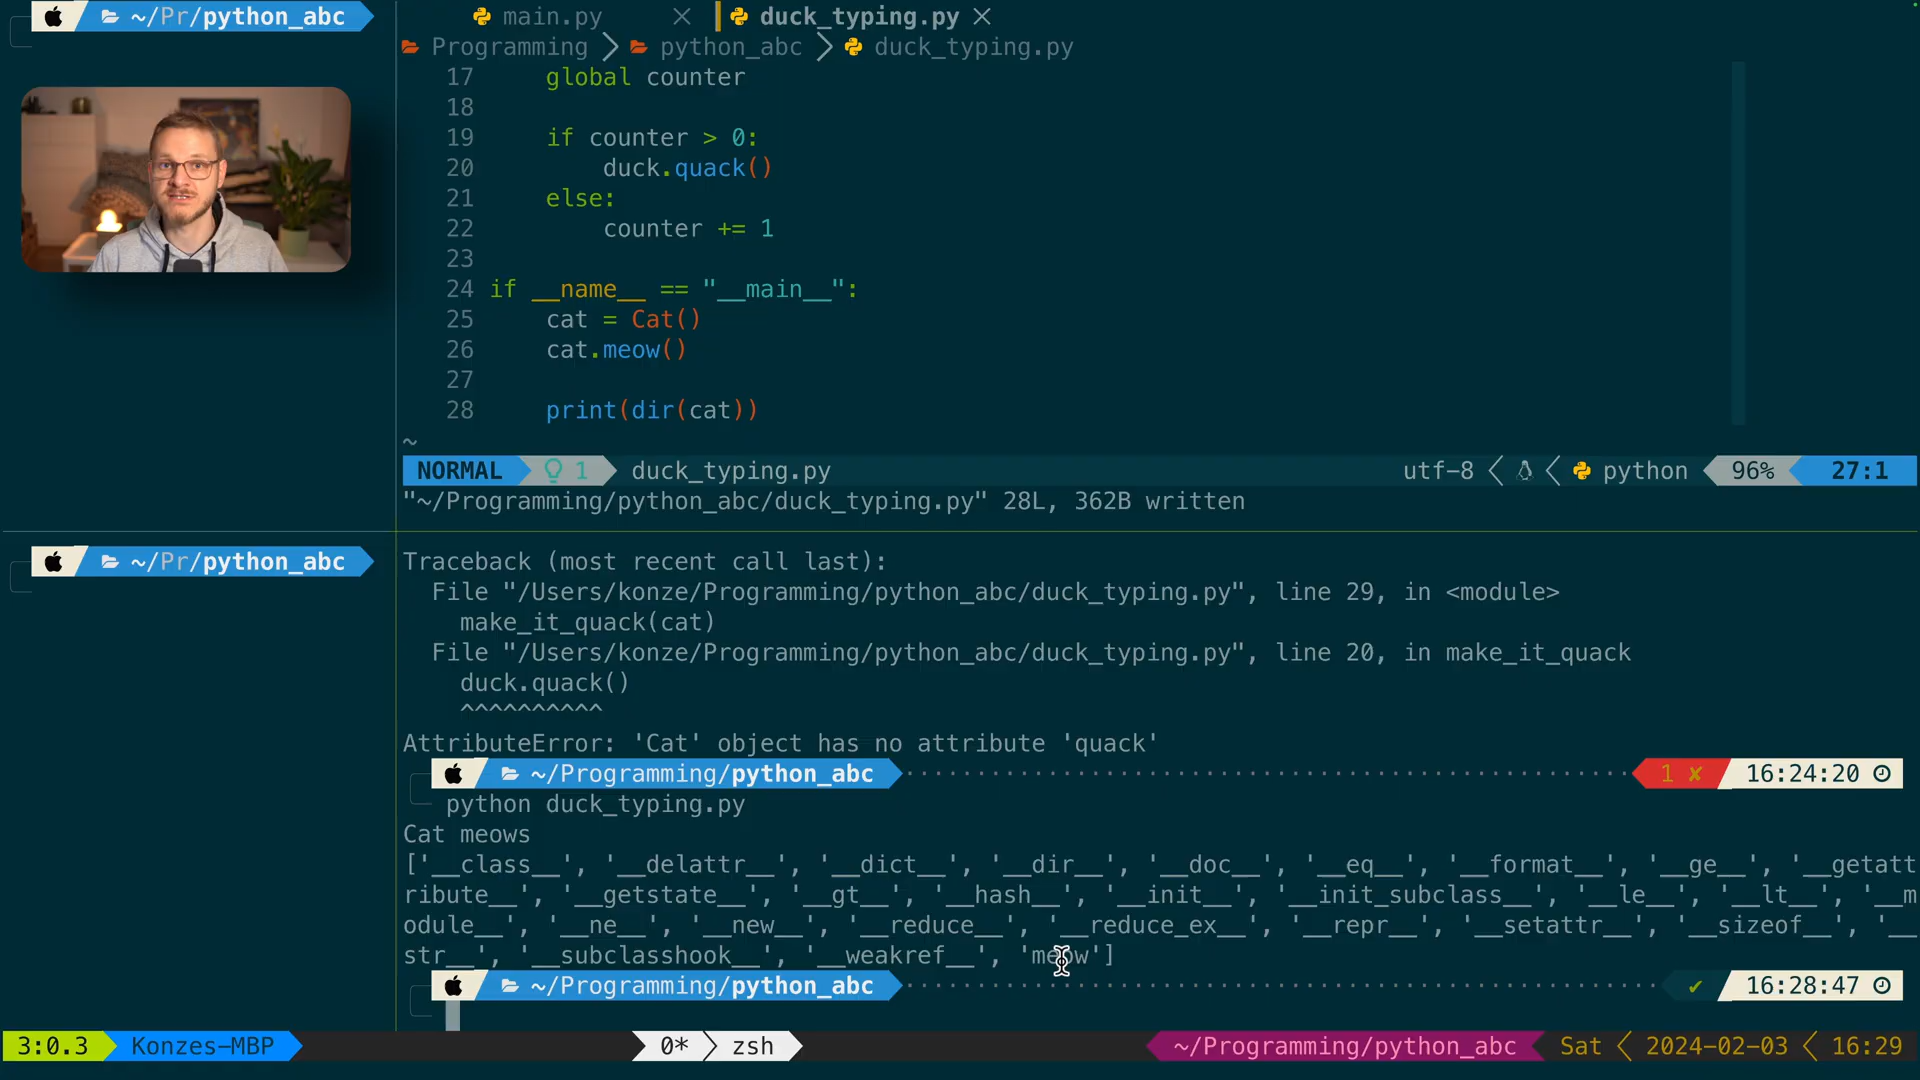 ~/Pr/python_abc
main.py
duck_typing.py
Programming python_abc duck_typing.py
17 global counter
18
19 if counter > 0:
20 duck.quack()
21 else:
22 counter += 1
23
24 if __name__ == "__main__":
25 cat = Cat()
26 cat.meow()
27
28 print(dir(cat))
~
NORMAL 1 duck_typing.py utf-8 python 96% 27:1
"~/Programming/python_abc/duck_typing.py" 28L, 362B written
~/Pr/python_abc
Traceback (most recent call last):
File "/Users/konze/Programming/python_abc/duck_typing.py", line 29, in <module>
make_it_quack(cat)
File "/Users/konze/Programming/python_abc/duck_typing.py", line 20, in make_it_quack
duck.quack()
^^^^^^^^^^
AttributeError: 'Cat' object has no attribute 'quack'
~/Programming/python_abc 1 ✘ 16:24:20
python duck_typing.py
Cat meows
['__class__', '__delattr__', '__dict__', '__dir__', '__doc__', '__eq__', '__format__', '__ge__', '__getatt
ribute__', '__getstate__', '__gt__', '__hash__', '__init__', '__init_subclass__', '__le__', '__lt__', '__m
odule__', '__ne__', '__new__', '__reduce__', '__reduce_ex__', '__repr__', '__setattr__', '__sizeof__', '__
str__', '__subclasshook__', '__weakref__', 'meow']
~/Programming/python_abc ✔ 16:28:47
3:0.3 Konzes-MBP 0* zsh ~/Programming/python_abc Sat 2024-02-03 16:29